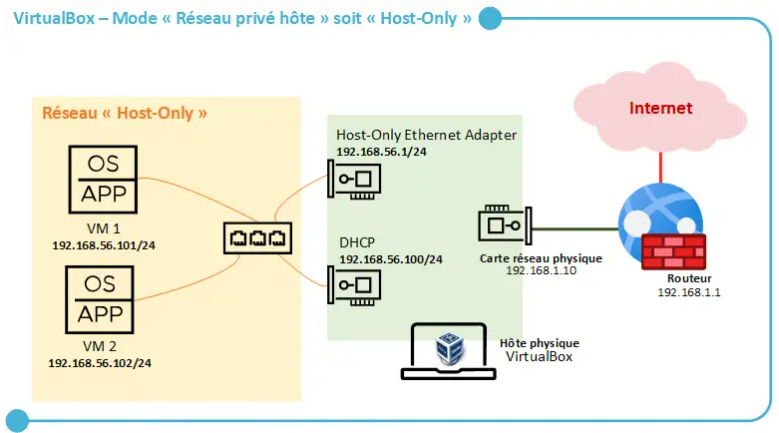 VirtualBox – Mode « Réseau privé hôte » soit « Host-Only »
Réseau « Host-Only »
OS
APP
VM 1
192.168.56.101/24
OS
APP
VM 2
192.168.56.102/24
Host-Only Ethernet Adapter
192.168.56.1/24
DHCP
192.168.56.100/24
Carte réseau physique
192.168.1.10
Hôte physique
VirtualBox
Internet
Routeur
192.168.1.1